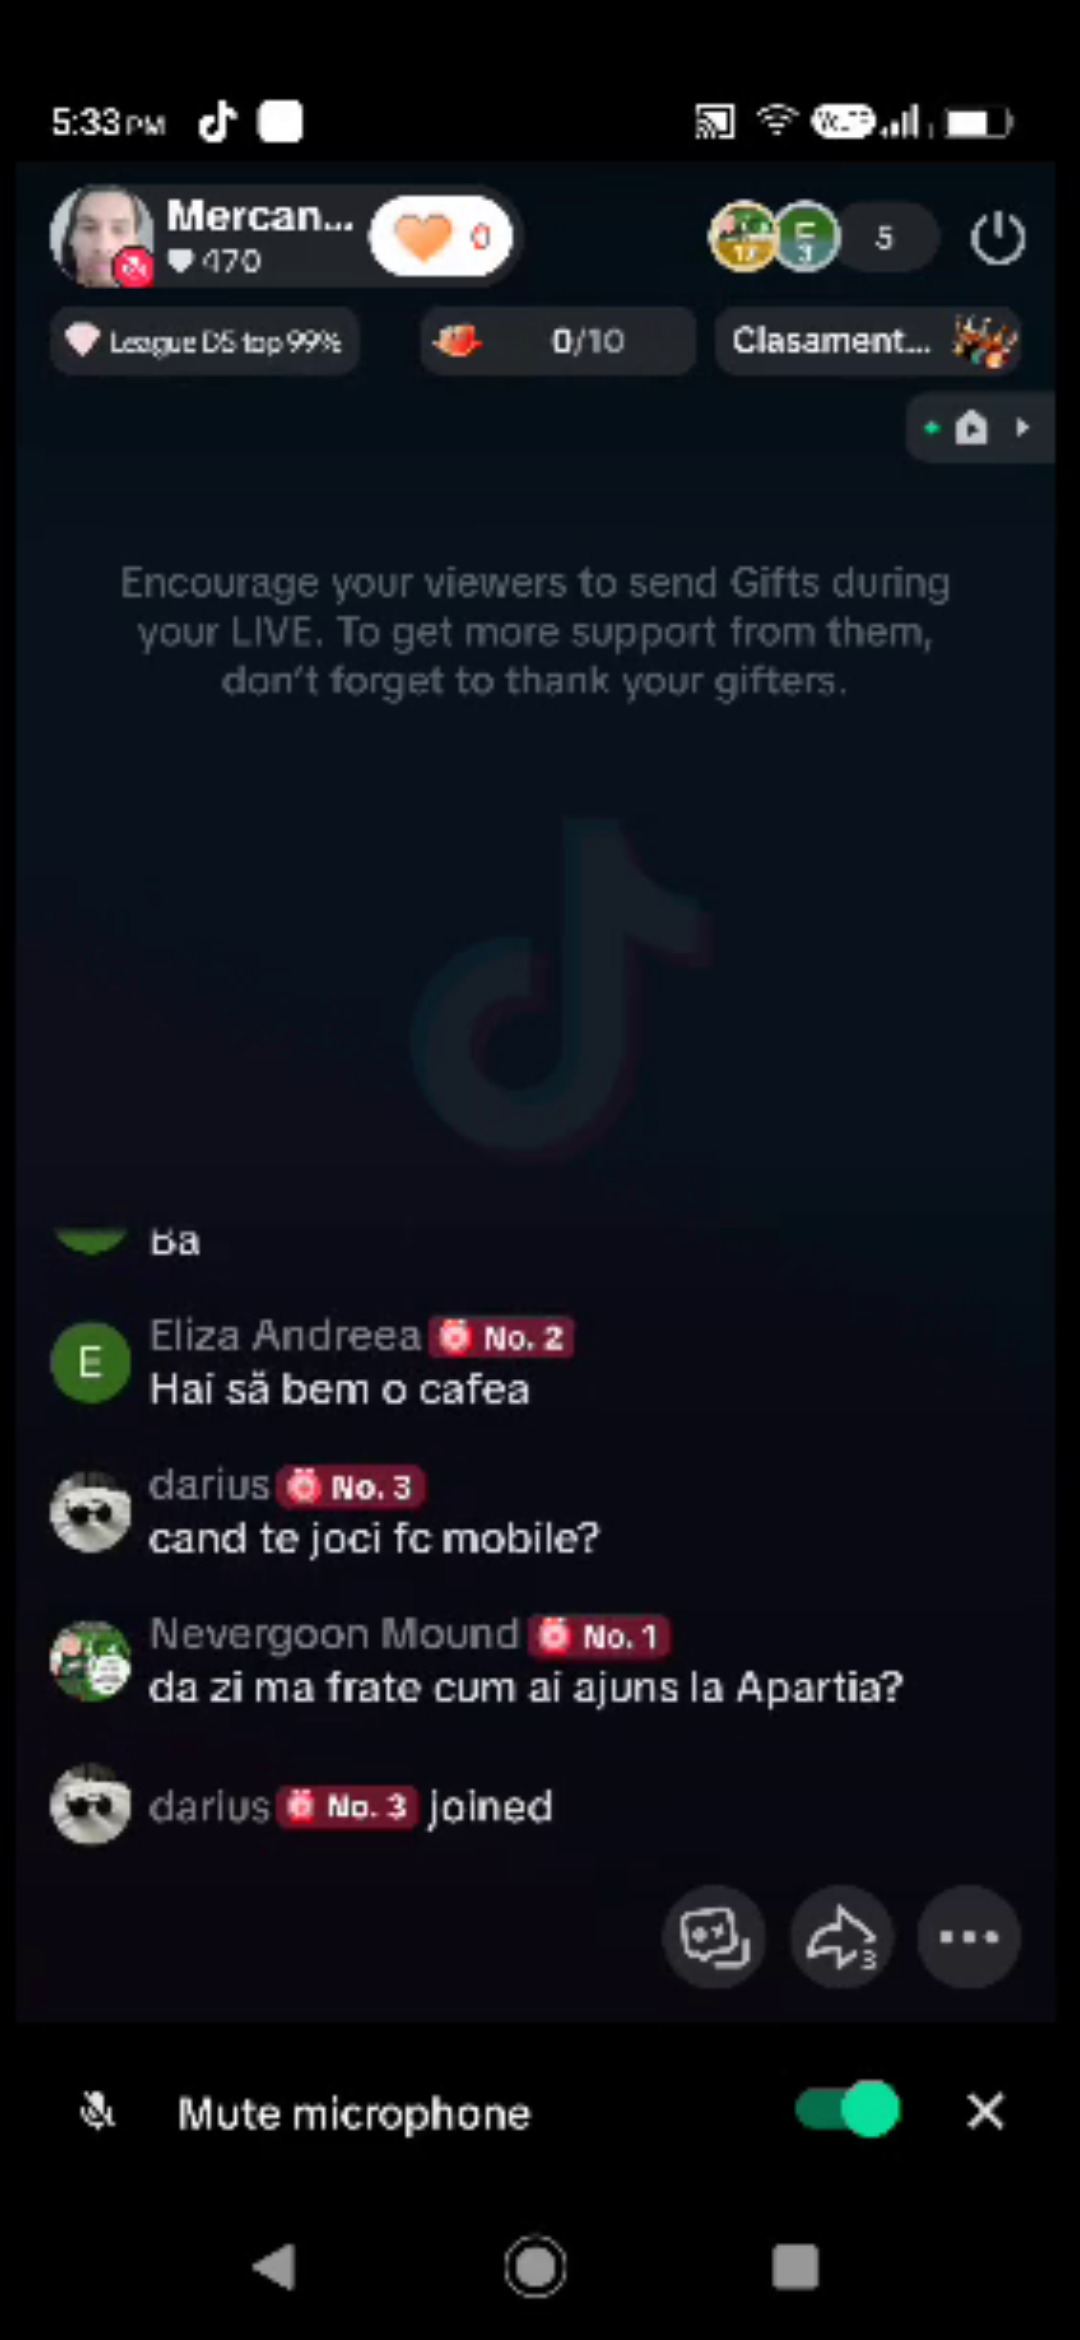 5:33 PM
Mercan...
0
470
5
League D5 top 99%
0/10
Clasament...
Encourage your viewers to send Gifts during
your LIVE. To get more support from them,
don't forget to thank your gifters.
Ba
Eliza Andreea No. 2
E
Hai să bem o cafea
darius No. 3
cand te joci fc mobile?
Nevergoon Mound No. 1
da zi ma frate cum ai ajuns la Apartia?
darius No. 3 joined
3
Mute microphone